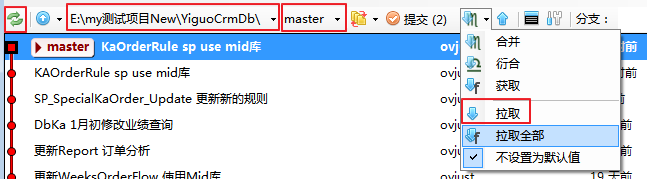 E:\my测试项目New\YiguoCrmDb\ master 提交 (2) 分支：
master KaOrderRule sp use mid库 ovj 前
KAOrderRule sp use mid库 ovju 前
SP_SpecialKaOrder_Update 更新新的规则 ovju
DbKa 1月初修改业绩查询 ovju
更新Report 订单分析 ovju
更新WeeksOrderFlow 使用Mid库 ovjust 19 天前
合并
衍合
获取
拉取
拉取全部
不设置为默认值